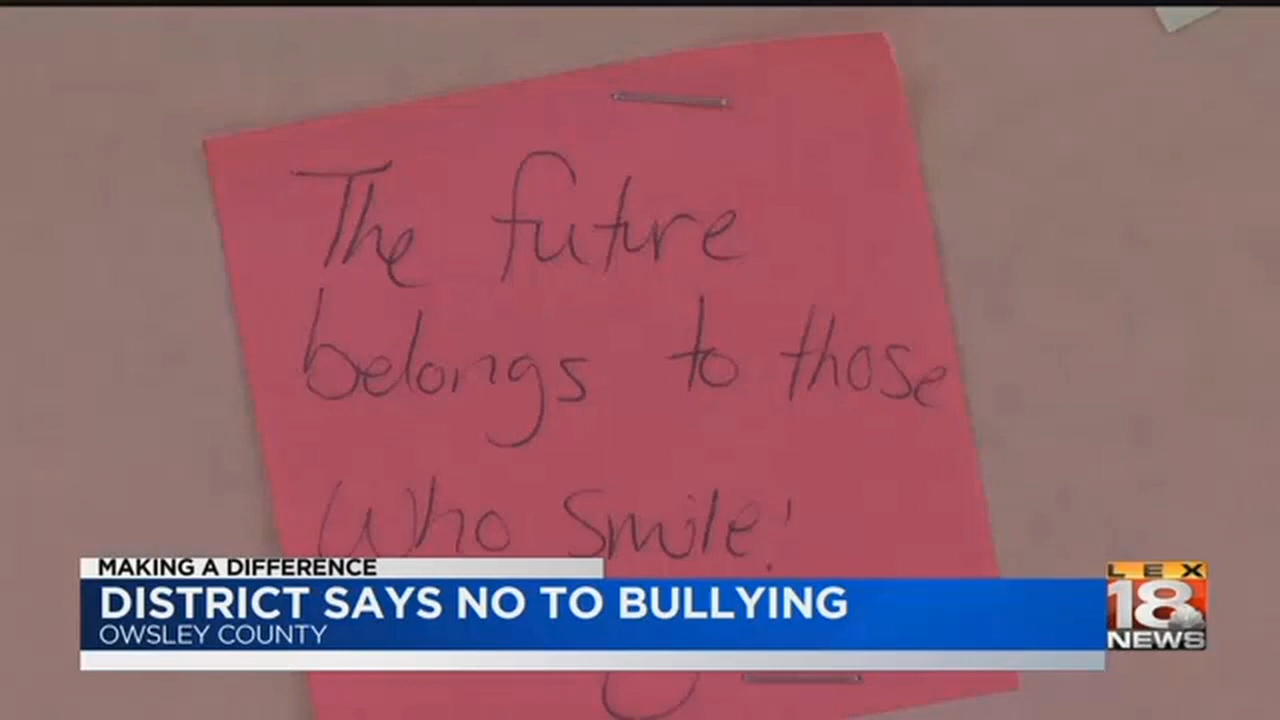 The future
belongs to those
Who Smile!
MAKING A DIFFERENCE
DISTRICT SAYS NO TO BULLYING
OWSLEY COUNTY
LEX
18
NEWS